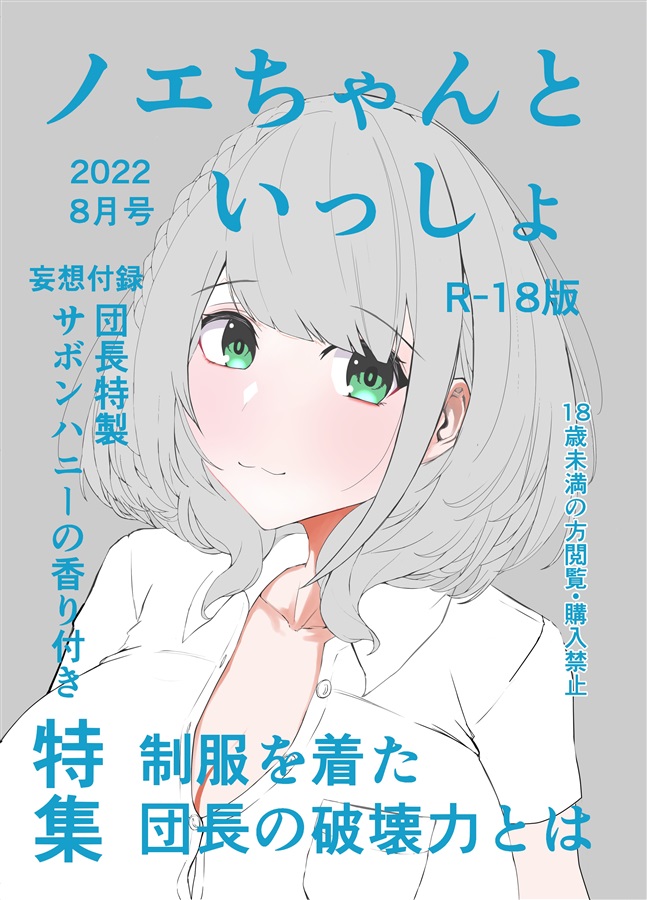 ノエちゃんと
いっしょ
2022
8月号
R-18版
妄想付録
団長特製
サボンハニーの香り付き
18歳未満の方閲覧・購入禁止
特集
制服を着た
団長の破壊力とは